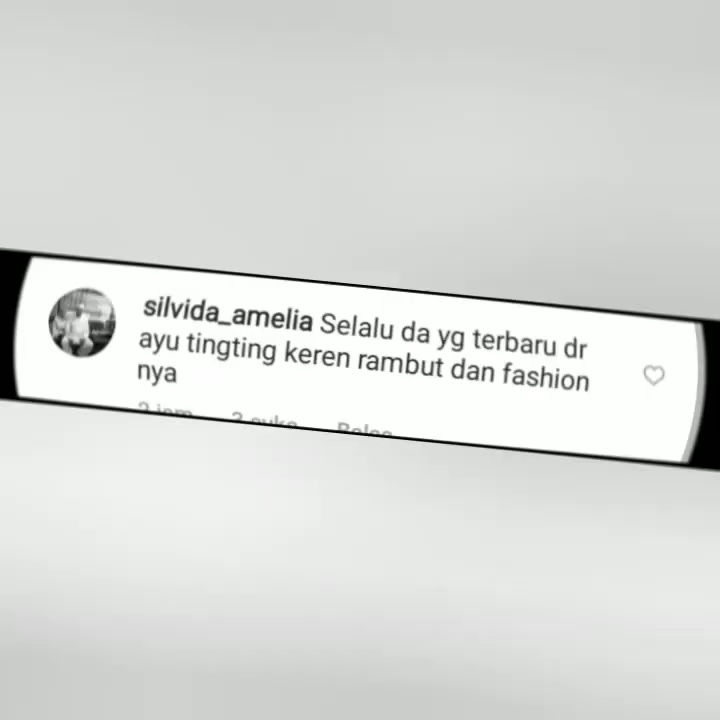 silvida_amelia Selalu da yg terbaru dr
ayu tingting keren rambut dan fashion
nya